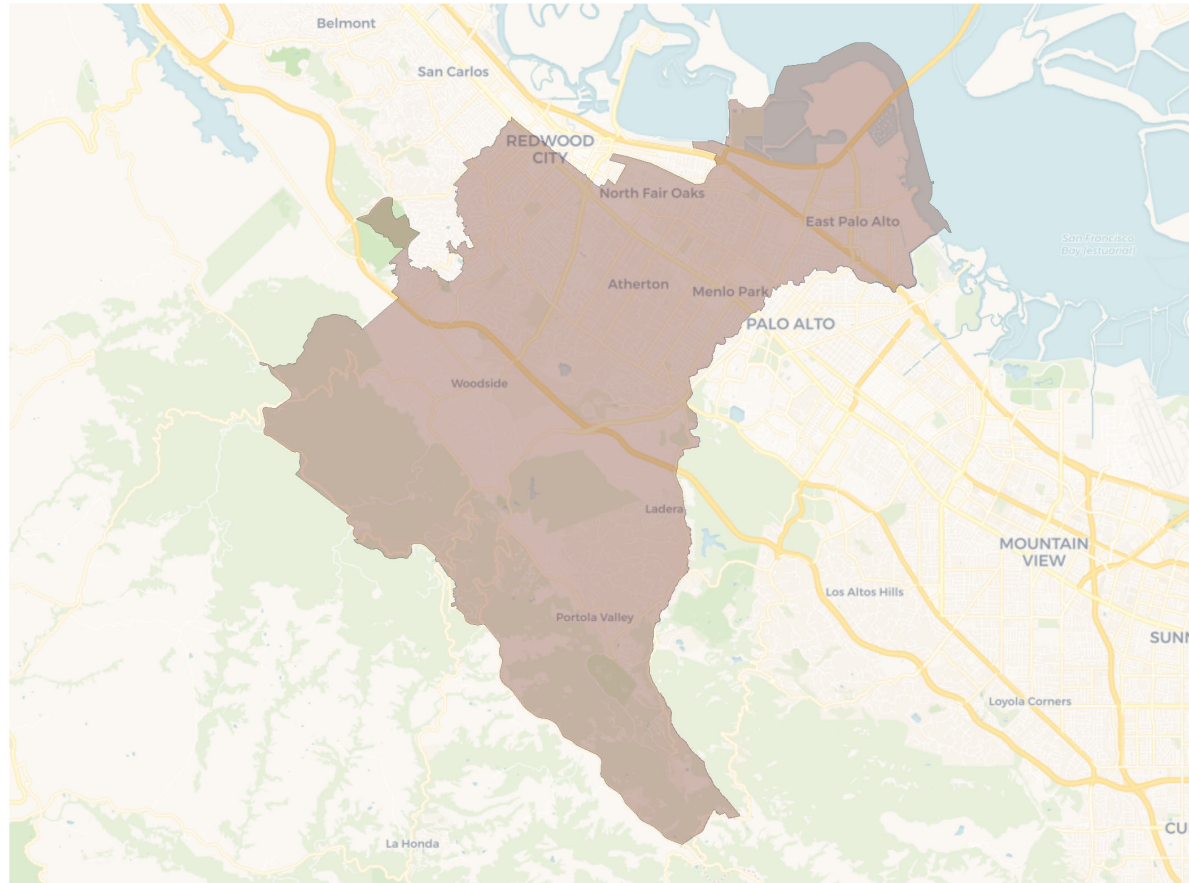 Belmont
San Carlos
REDWOOD
CITY
North Fair Oaks
East Palo Alto
San Francisco
Bay (estuarial)
Atherton
Menlo Park
PALO ALTO
Woodside
Ladera
MOUNTAIN
VIEW
Los Altos Hills
Portola Valley
SUNN
Loyola Corners
CU
La Honda